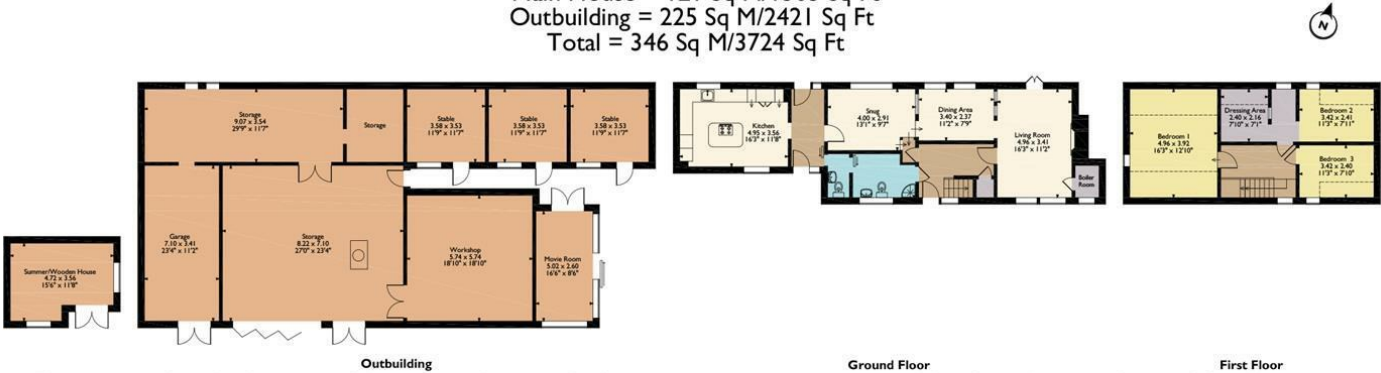 Outbuilding = 225 Sq M/2421 Sq Ft
Total = 346 Sq M/3724 Sq Ft
N
Storage
9.07 x 3.54
29'9" x 11'7"
Storage
Stable
3.58 x 3.53
11'9" x 11'7"
Stable
3.58 x 3.53
11'9" x 11'7"
Stable
3.58 x 3.53
11'9" x 11'7"
Garage
7.10 x 3.41
23'4" x 11'2"
Storage
8.22 x 7.10
27'0" x 23'4"
Workshop
5.74 x 5.74
18'10" x 18'10"
Movie Room
5.02 x 2.60
16'6" x 8'6"
Summer/Wooden House
4.72 x 3.56
15'6" x 11'8"
Outbuilding
Kitchen
4.95 x 3.56
16'3" x 11'8"
Snug
4.00 x 2.91
13'1" x 9'7"
Dining Area
3.40 x 2.37
11'2" x 7'9"
Living Room
4.96 x 3.41
16'3" x 11'2"
Boiler
Room
Ground Floor
Bedroom 1
4.96 x 3.92
16'3" x 12'10"
Dressing Area
2.40 x 2.16
7'10" x 7'1"
Bedroom 2
3.42 x 2.41
11'3" x 7'11"
Bedroom 3
3.42 x 2.40
11'3" x 7'10"
First Floor